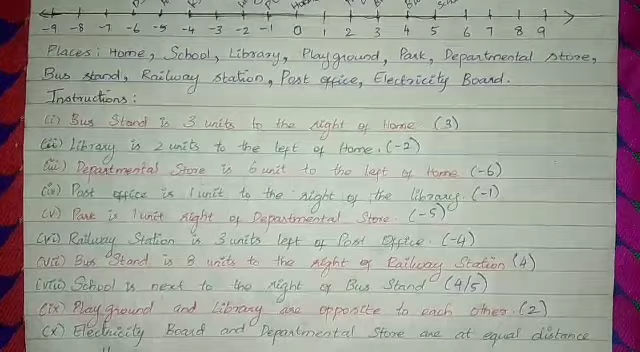 -9 -8 -7 -6 -5 -4 -3 -2 -1 0 1 2 3 4 5 6 7 8 9
Places: Home, School, Library, Playground, Park, Departmental store,
Bus stand, Railway station, Post office, Electricity Board.
Instructions:
(i) Bus Stand is 3 units to the right of Home (3)
(ii) Library is 2 units to the left of Home. (-2)
(iii) Departmental Store is 6 unit to the left of Home. (-6)
(iv) Post office is 1 unit to the right of the library. (-1)
(v) Park is 1 unit right of Departmental Store. (-5)
(vi) Railway Station is 3 units left of Post Office. (-4)
(vii) Bus Stand is 8 units to the right of Railway Station (4)
(viii) School is next to the right of Bus Stand (4/5)
(ix) Playground and Library are opposite to each other. (2)
(x) Electricity Board and Departmental Store are at equal distance